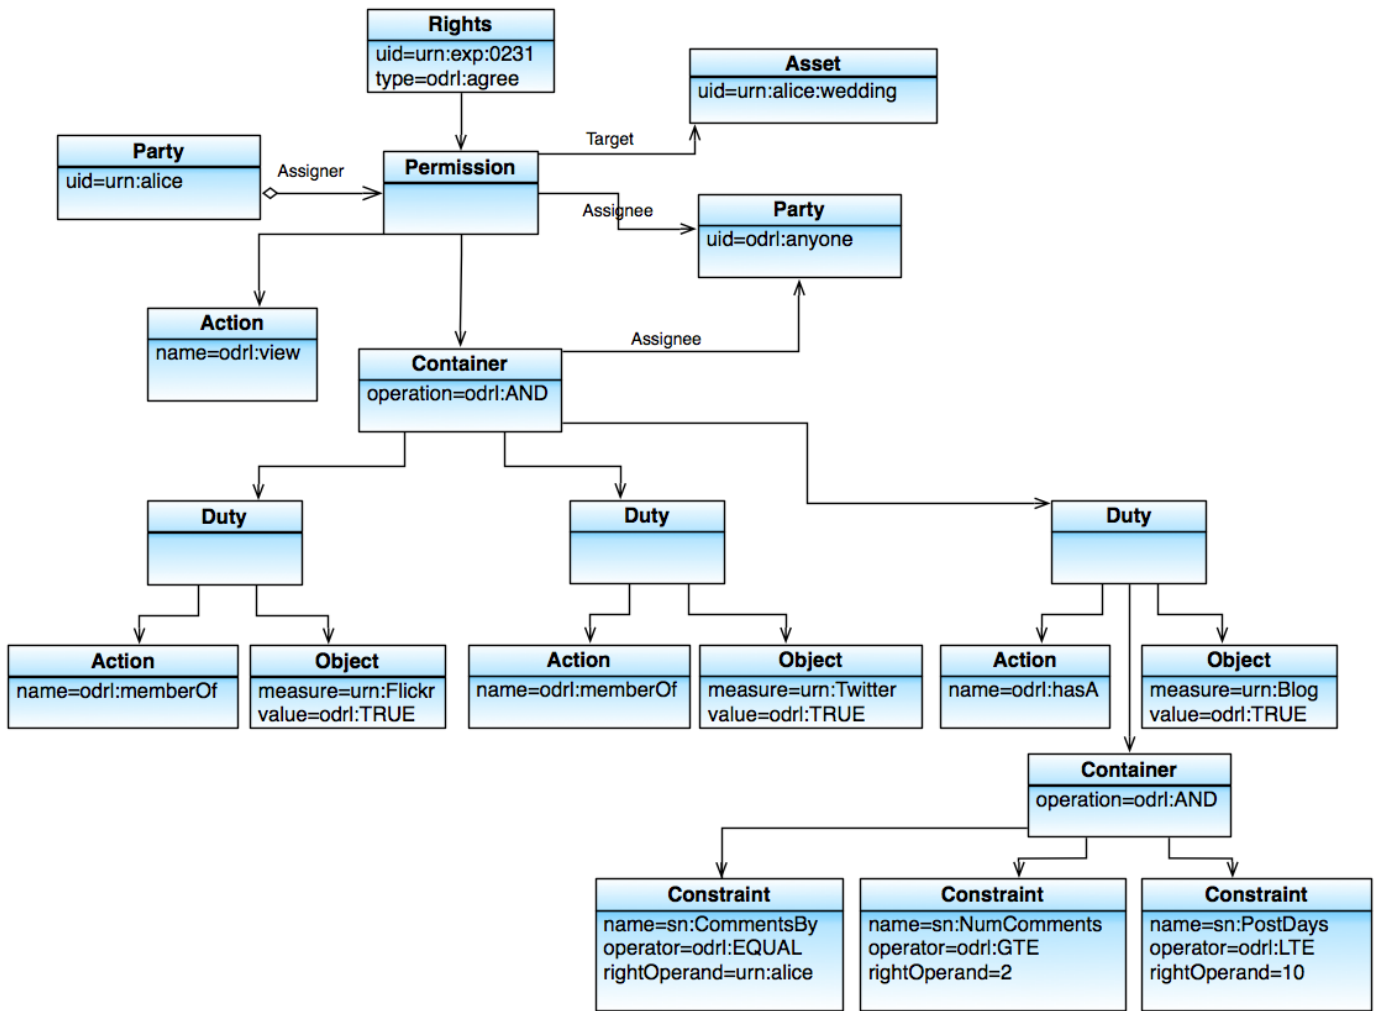 Rights
uid=urn:exp:0231
type=odrl:agree
Asset
uid=urn:alice:wedding
Target
Party
uid=urn:alice
Assigner
Permission
Assignee
Party
uid=odrl:anyone
Action
name=odrl:view
Assignee
Container
operation=odrl:AND
Duty
Duty
Duty
Action
name=odrl:memberOf
Object
measure=urn:Flickr
value=odrl:TRUE
Action
name=odrl:memberOf
Object
measure=urn:Twitter
value=odrl:TRUE
Action
name=odrl:hasA
Object
measure=urn:Blog
value=odrl:TRUE
Container
operation=odrl:AND
Constraint
name=sn:CommentsBy
operator=odrl:EQUAL
rightOperand=urn:alice
Constraint
name=sn:NumComments
operator=odrl:GTE
rightOperand=2
Constraint
name=sn:PostDays
operator=odrl:LTE
rightOperand=10